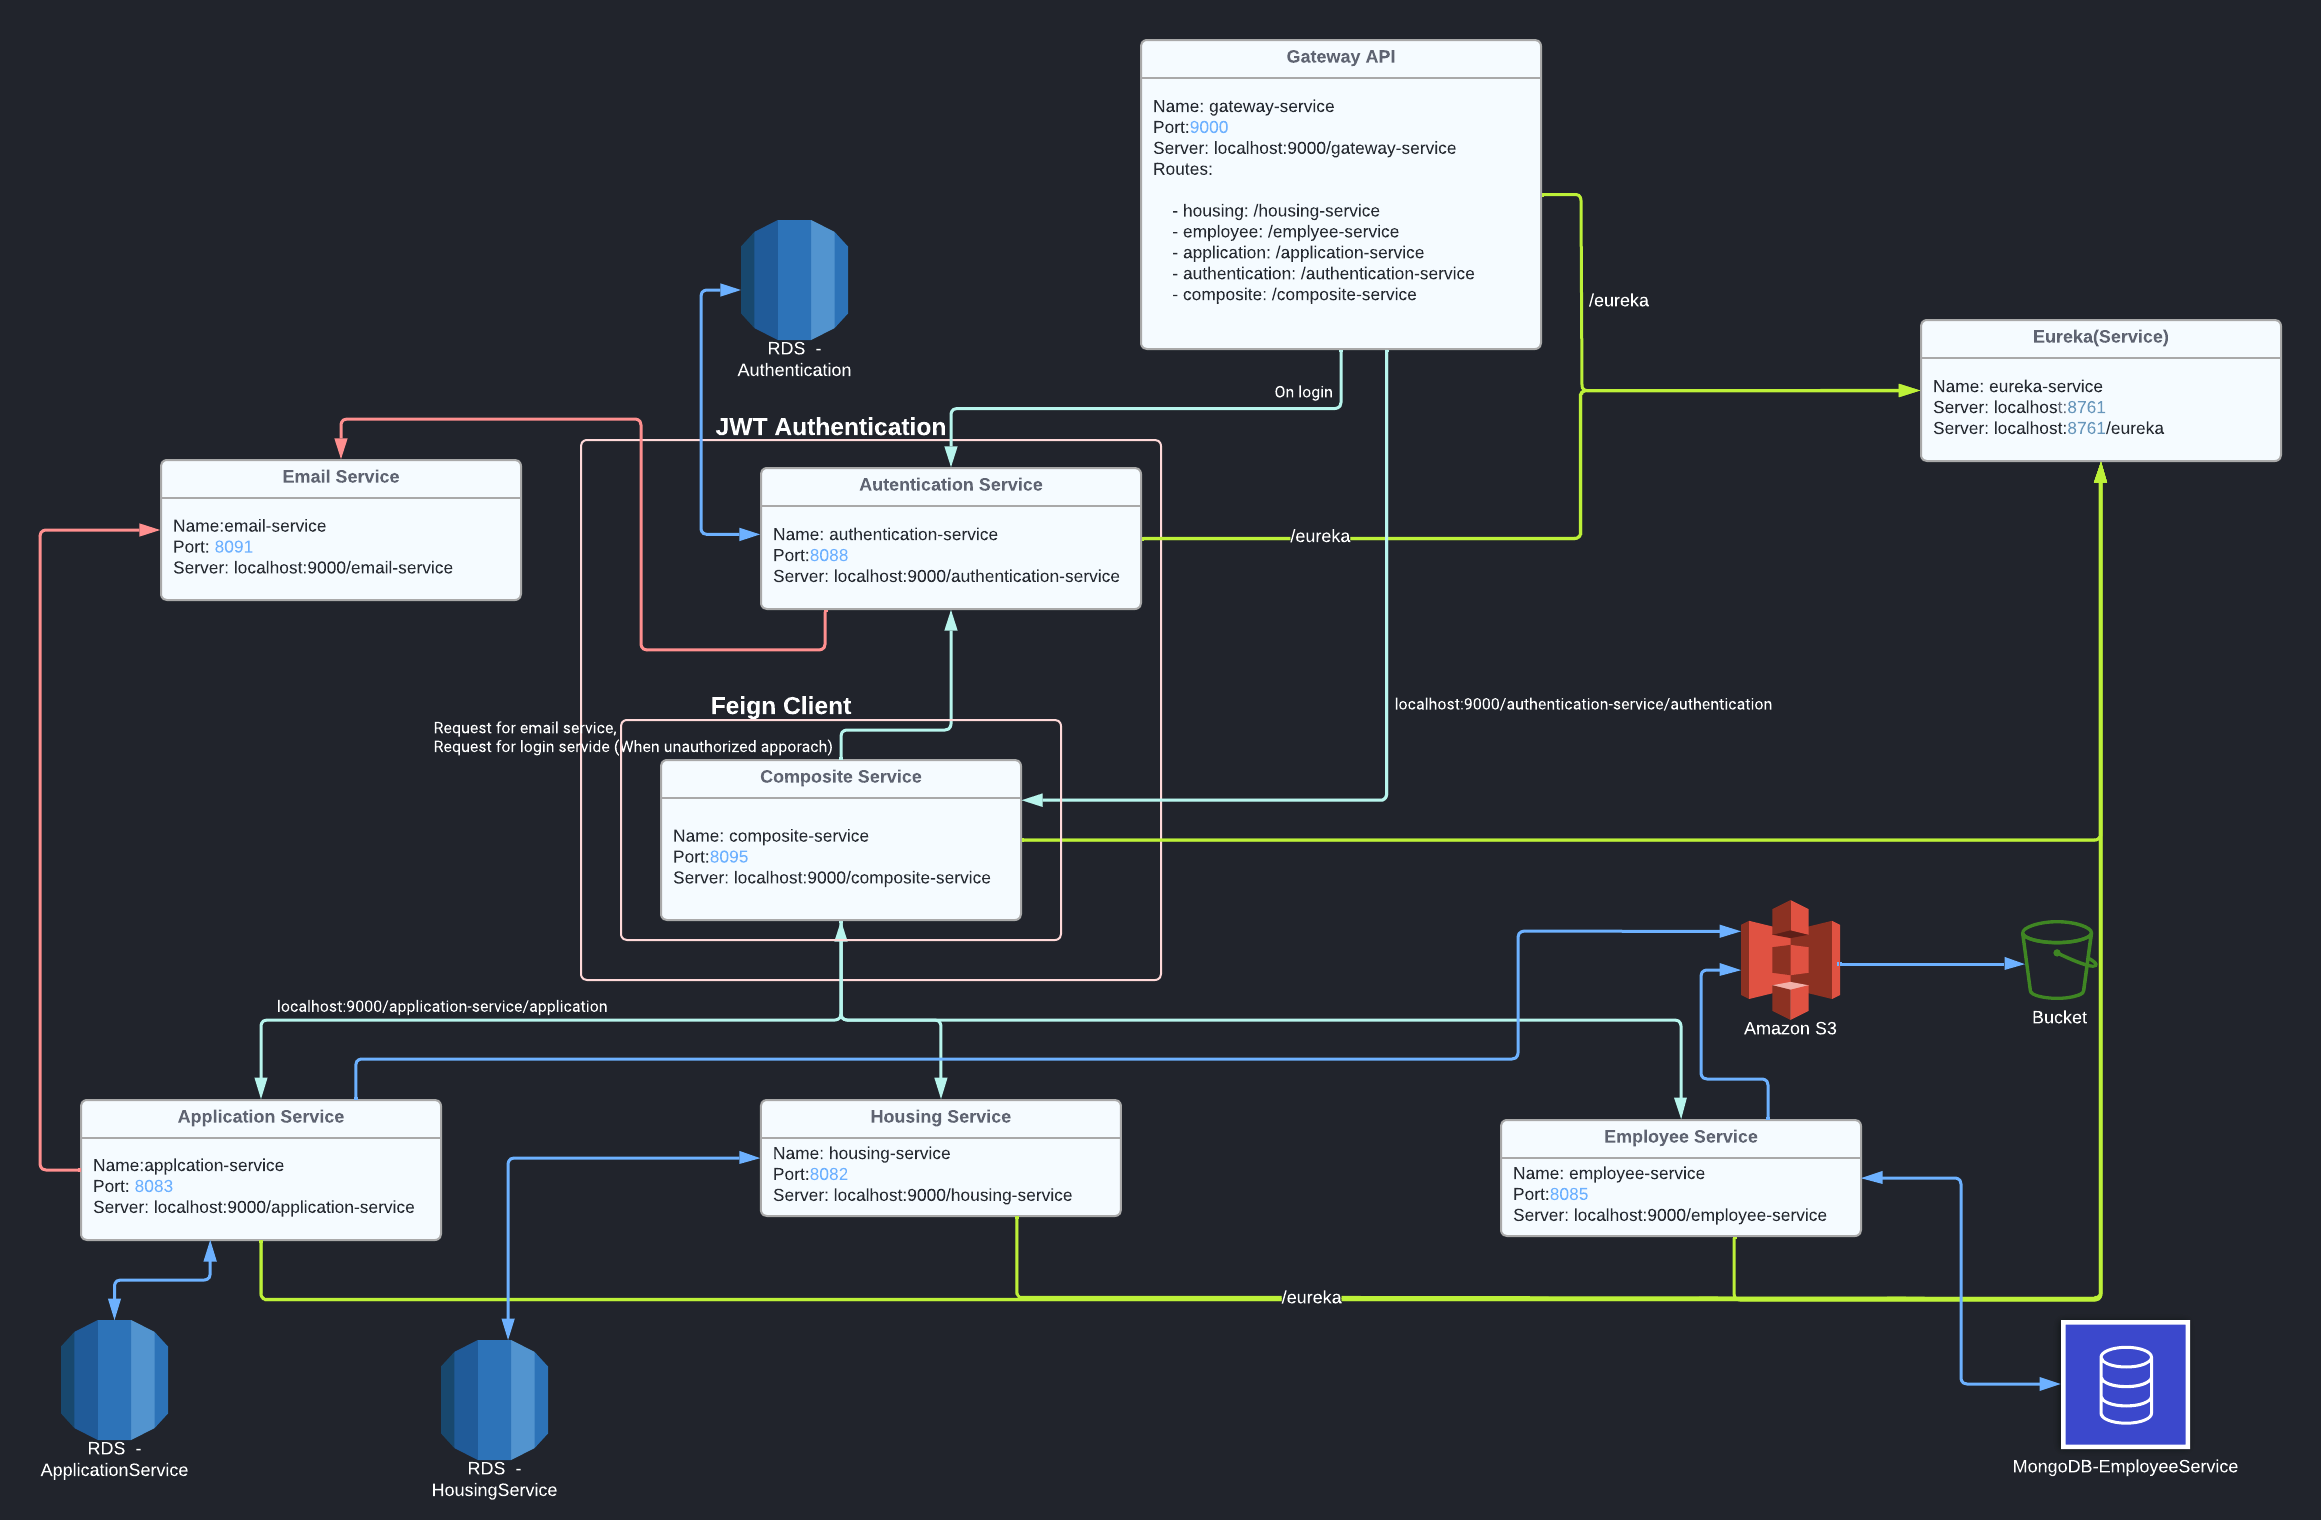 Gateway API
Name: gateway-service
Port:9000
Server: localhost:9000/gateway-service
Routes:
- housing: /housing-service
- employee: /emplyee-service
- application: /application-service
- authentication: /authentication-service
- composite: /composite-service
/eureka
Eureka(Service)
Name: eureka-service
Server: localhost:8761
Server: localhost:8761/eureka
RDS -
Authentication
On login
JWT Authentication
Email Service
Name:email-service
Port: 8091
Server: localhost:9000/email-service
Autentication Service
Name: authentication-service
Port:8088
Server: localhost:9000/authentication-service
/eureka
Feign Client
Request for email service,
Request for login servide (When unauthorized apporach)
localhost:9000/authentication-service/authentication
Composite Service
Name: composite-service
Port:8095
Server: localhost:9000/composite-service
localhost:9000/application-service/application
Amazon S3
Bucket
Application Service
Name:applcation-service
Port: 8083
Server: localhost:9000/application-service
Housing Service
Name: housing-service
Port:8082
Server: localhost:9000/housing-service
Employee Service
Name: employee-service
Port:8085
Server: localhost:9000/employee-service
/eureka
RDS -
ApplicationService
RDS -
HousingService
MongoDB-EmployeeService